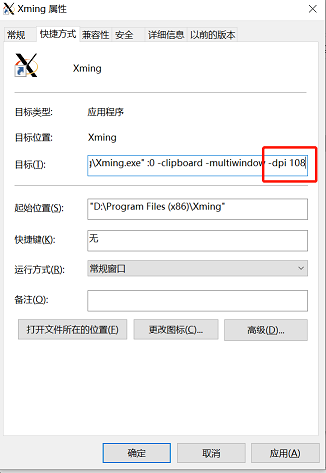 Xming 属性
常规 快捷方式 兼容性 安全 详细信息 以前的版本
Xming
目标类型: 应用程序
目标位置: Xming
目标(T): \Xming.exe" :0 -clipboard -multiwindow -dpi 108
起始位置(S): "D:\Program Files (x86)\Xming"
快捷键(K): 无
运行方式(R): 常规窗口
备注(O):
打开文件所在的位置(F) 更改图标(C)... 高级(D)...
确定 取消 应用(A)